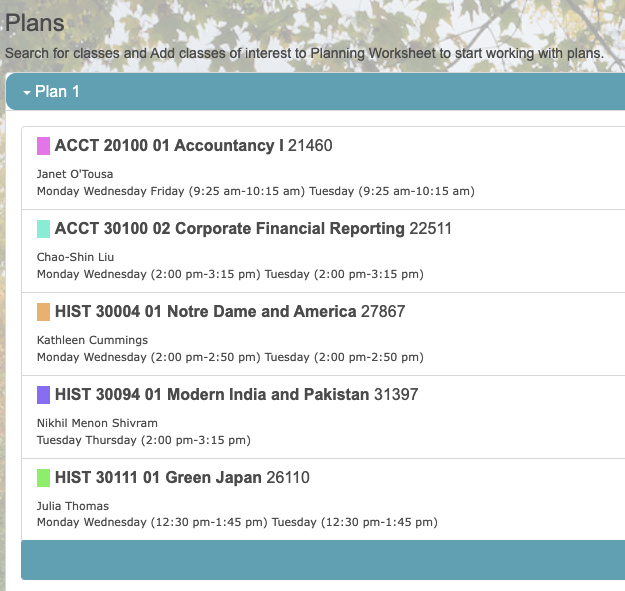 Plans
Search for classes and Add classes of interest to Planning Worksheet to start working with plans.
Plan 1
ACCT 20100 01 Accountancy I 21460
Janet O'Tousa
Monday Wednesday Friday (9:25 am-10:15 am) Tuesday (9:25 am-10:15 am)
ACCT 30100 02 Corporate Financial Reporting 22511
Chao-Shin Liu
Monday Wednesday (2:00 pm-3:15 pm) Tuesday (2:00 pm-3:15 pm)
HIST 30004 01 Notre Dame and America 27867
Kathleen Cummings
Monday Wednesday (2:00 pm-2:50 pm) Tuesday (2:00 pm-2:50 pm)
HIST 30094 01 Modern India and Pakistan 31397
Nikhil Menon Shivram
Tuesday Thursday (2:00 pm-3:15 pm)
HIST 30111 01 Green Japan 26110
Julia Thomas
Monday Wednesday (12:30 pm-1:45 pm) Tuesday (12:30 pm-1:45 pm)